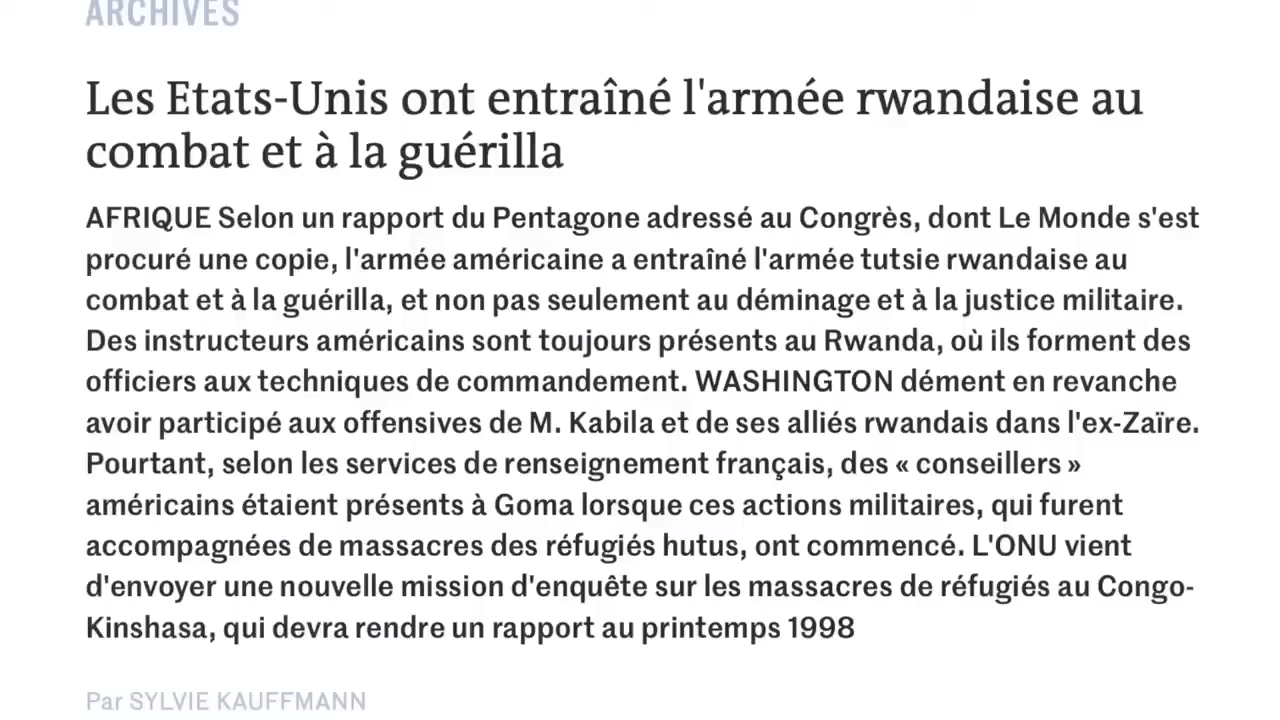 ARCHIVES
Les Etats-Unis ont entraîné l'armée rwandaise au
combat et à la guérilla
AFRIQUE Selon un rapport du Pentagone adressé au Congrès, dont Le Monde s'est
procuré une copie, l'armée américaine a entraîné l'armée tutsie rwandaise au
combat et à la guérilla, et non pas seulement au déminage et à la justice militaire.
Des instructeurs américains sont toujours présents au Rwanda, où ils forment des
officiers aux techniques de commandement. WASHINGTON dément en revanche
avoir participé aux offensives de M. Kabila et de ses alliés rwandais dans l'ex-Zaïre.
Pourtant, selon les services de renseignement français, des « conseillers »
américains étaient présents à Goma lorsque ces actions militaires, qui furent
accompagnées de massacres des réfugiés hutus, ont commencé. L'ONU vient
d'envoyer une nouvelle mission d'enquête sur les massacres de réfugiés au Congo-
Kinshasa, qui devra rendre un rapport au printemps 1998
Par SYLVIE KAUFFMANN